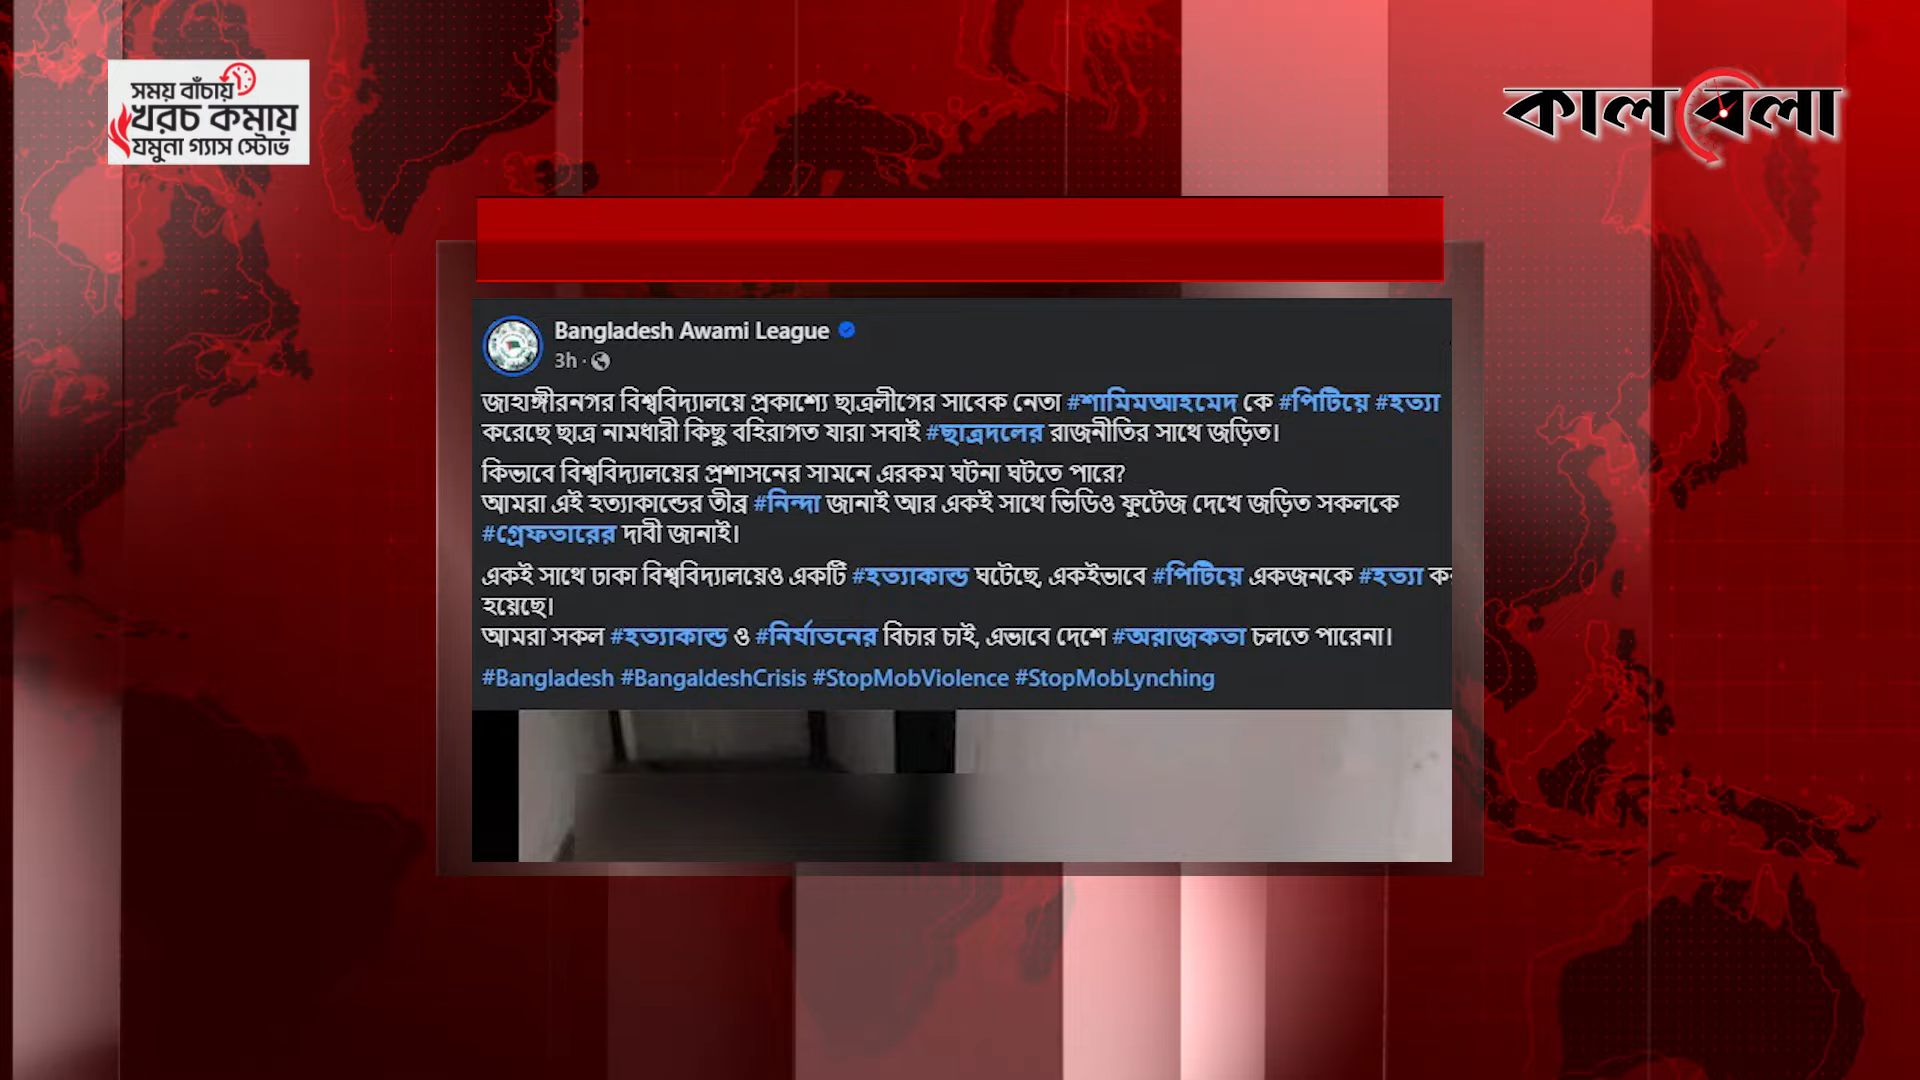 সময় বাঁচায়
খরচ কমায়
যমুনা গ্যাস স্টোভ
কালবেলা
Bangladesh Awami League
3h ·
জাহাঙ্গীরনগর বিশ্ববিদ্যালয়ে প্রকাশ্যে ছাত্রলীগের সাবেক নেতা #শামিমআহমেদ কে #পিটিয়ে #হত্যা
করেছে ছাত্র নামধারী কিছু বহিরাগত যারা সবাই #ছাত্রদলের রাজনীতির সাথে জড়িত।
কিভাবে বিশ্ববিদ্যালয়ের প্রশাসনের সামনে এরকম ঘটনা ঘটতে পারে?
আমরা এই হত্যাকান্ডের তীব্র #নিন্দা জানাই আর একই সাথে ভিডিও ফুটেজ দেখে জড়িত সকলকে
#গ্রেফতারের দাবী জানাই।
একই সাথে ঢাকা বিশ্ববিদ্যালয়েও একটি #হত্যাকান্ড ঘটেছে, একইভাবে #পিটিয়ে একজনকে #হত্যা
হয়েছে।
আমরা সকল #হত্যাকান্ড ও #নির্যাতনের বিচার চাই, এভাবে দেশে #অরাজকতা চলতে পারেনা।
#Bangladesh #BangaldeshCrisis #StopMobViolence #StopMobLynching